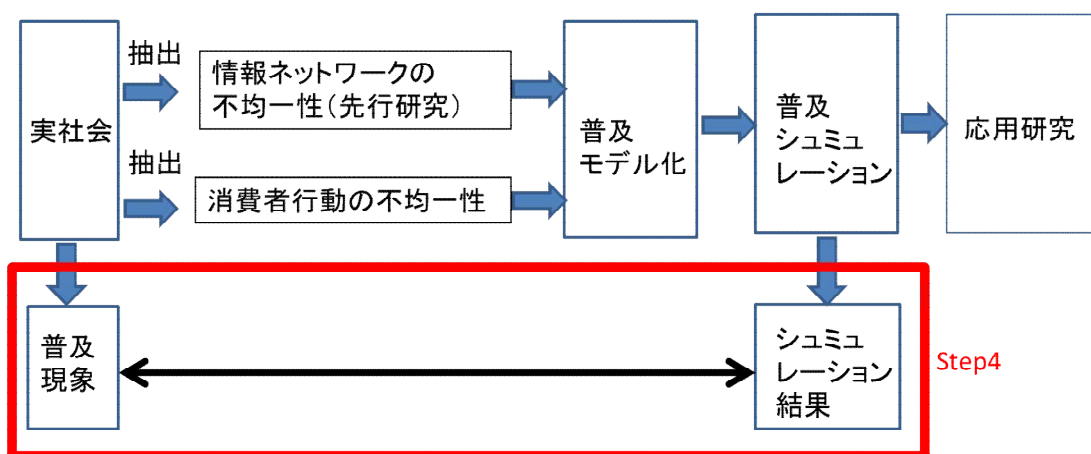 実社会
抽出
情報ネットワークの
不均一性(先行研究)
抽出
消費者行動の不均一性
普及
モデル化
普及
シュミュ
レーション
応用研究
普及
現象
シュミュ
レーション
結果
Step4